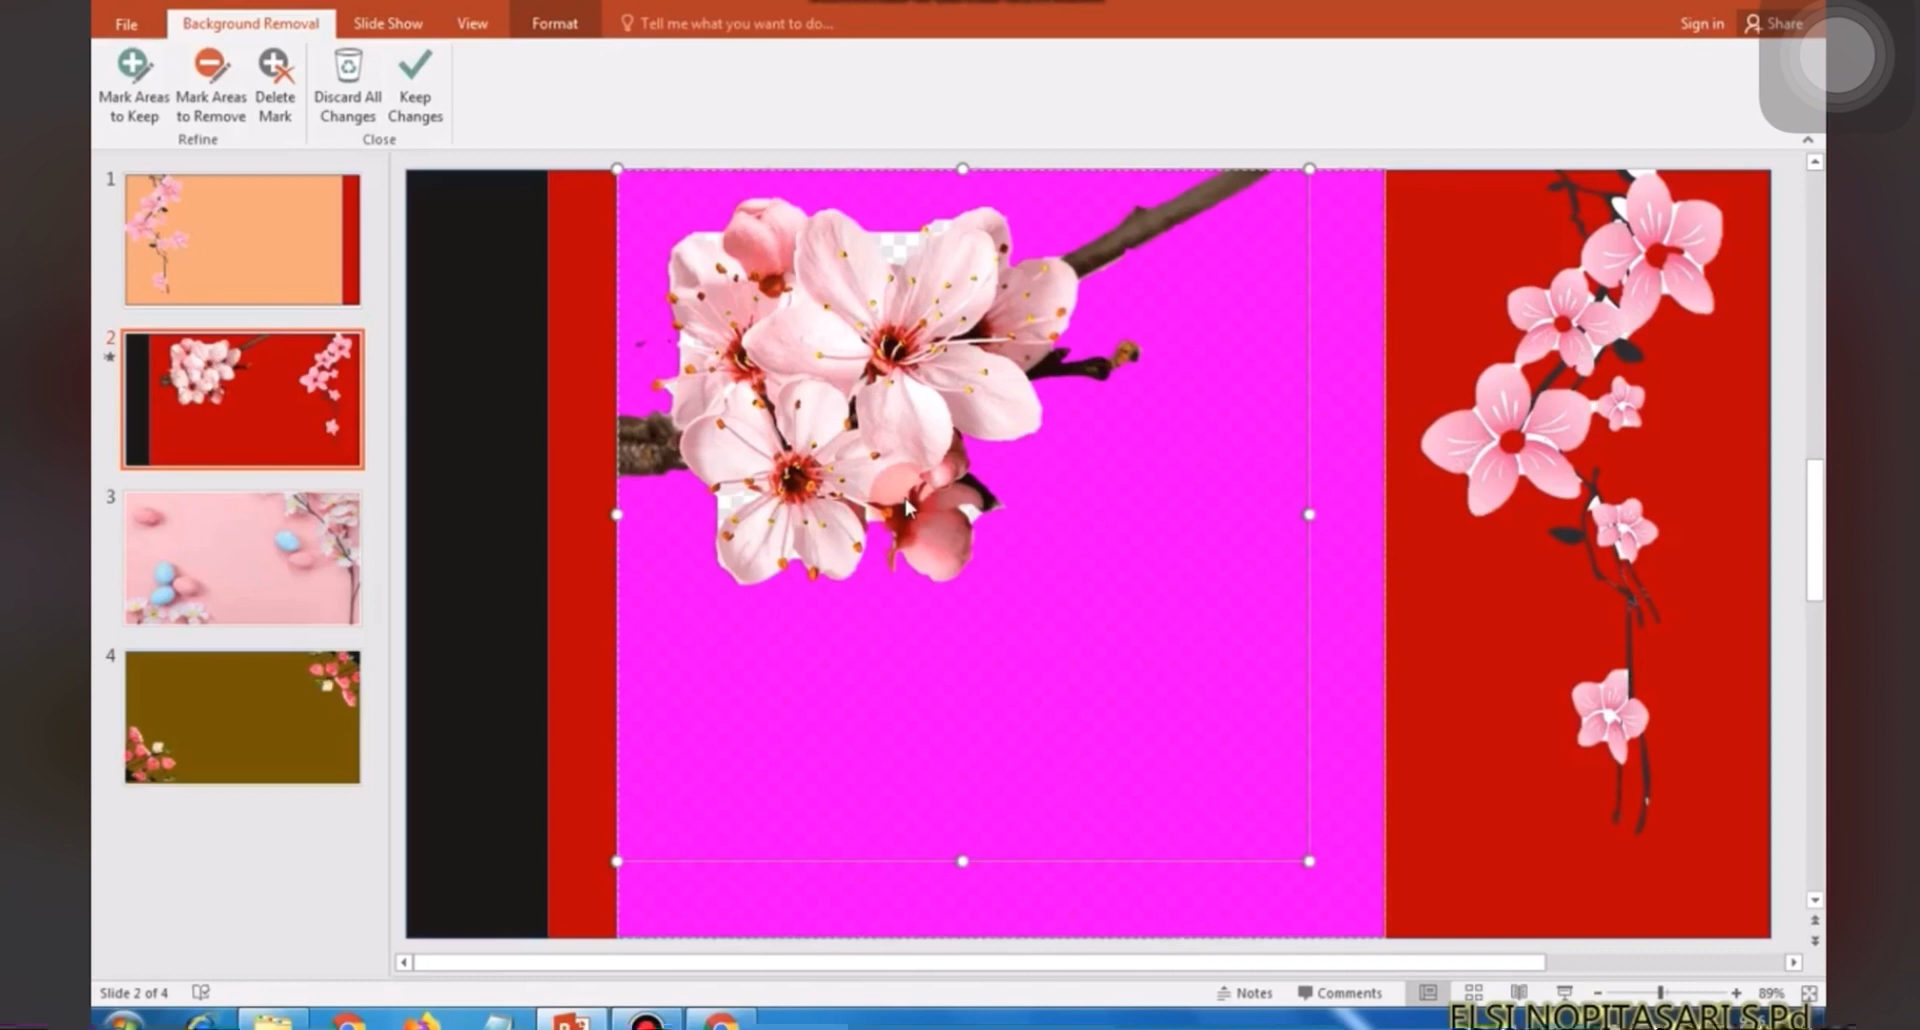 File Background Removal Slide Show View Format Tell me what you want to do... Sign in Share
Mark Areas to Keep
Mark Areas to Remove
Delete Mark
Discard All Changes
Keep Changes
Refine Close
1
2
3
4
Slide 2 of 4 Notes Comments 89%
ELSI NOPITASARI S.Pd